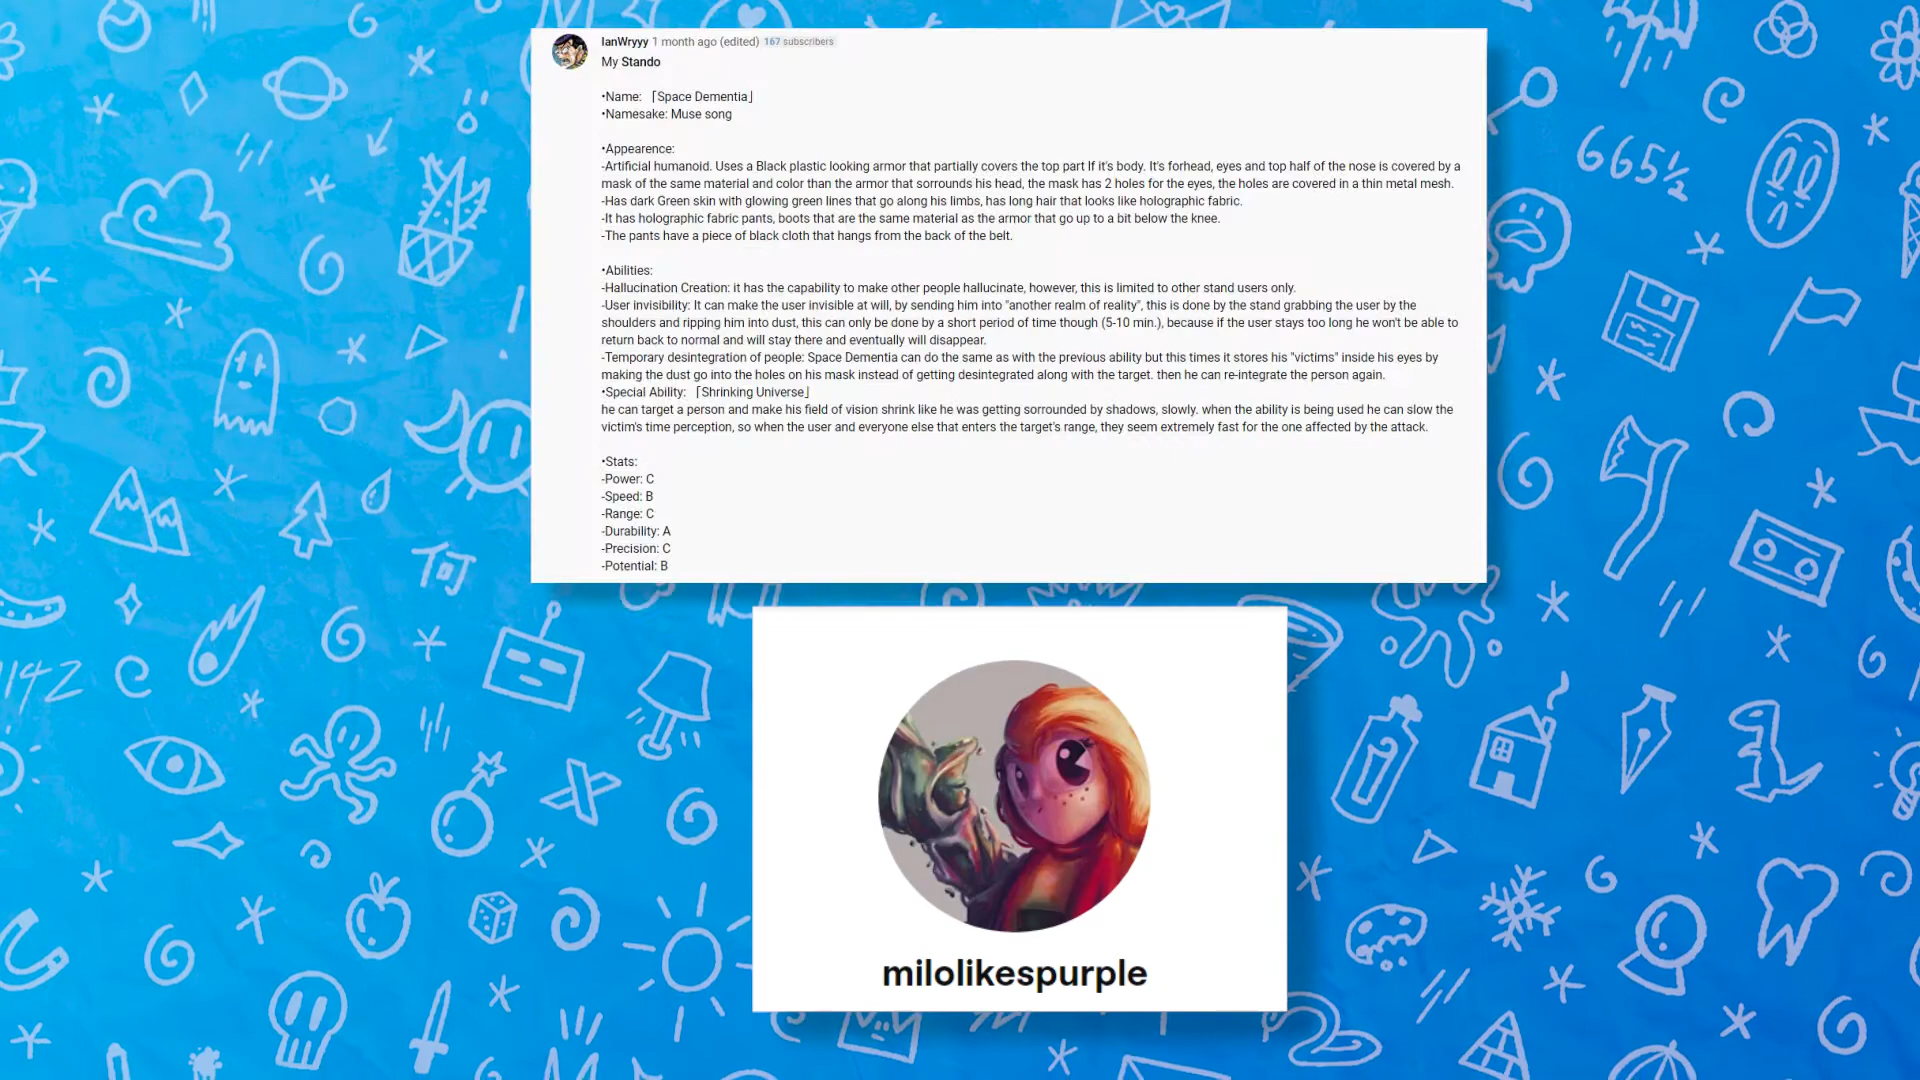 IanWryyy 1 month ago (edited) 167 subscribers
My Stando
•Name: 「Space Dementia」
•Namesake: Muse song
•Appearence:
-Artificial humanoid. Uses a Black plastic looking armor that partially covers the top part If it's body. It's forhead, eyes and top half of the nose is covered by a
mask of the same material and color than the armor that sorrounds his head, the mask has 2 holes for the eyes, the holes are covered in a thin metal mesh.
-Has dark Green skin with glowing green lines that go along his limbs, has long hair that looks like holographic fabric.
-It has holographic fabric pants, boots that are the same material as the armor that go up to a bit below the knee.
-The pants have a piece of black cloth that hangs from the back of the belt.
•Abilities:
-Hallucination Creation: it has the capability to make other people hallucinate, however, this is limited to other stand users only.
-User invisibility: It can make the user invisible at will, by sending him into "another realm of reality", this is done by the stand grabbing the user by the
shoulders and ripping him into dust, this can only be done by a short period of time though (5-10 min.), because if the user stays too long he won't be able to
return back to normal and will stay there and eventually will disappear.
-Temporary desintegration of people: Space Dementia can do the same as with the previous ability but this times it stores his "victims" inside his eyes by
making the dust go into the holes on his mask instead of getting desintegrated along with the target. then he can re-integrate the person again.
•Special Ability: 「Shrinking Universe」
he can target a person and make his field of vision shrink like he was getting sorrounded by shadows, slowly. when the ability is being used he can slow the
victim's time perception, so when the user and everyone else that enters the target's range, they seem extremely fast for the one affected by the attack.
•Stats:
-Power: C
-Speed: B
-Range: C
-Durability: A
-Precision: C
-Potential: B
665½
何
1142
milolikespurple